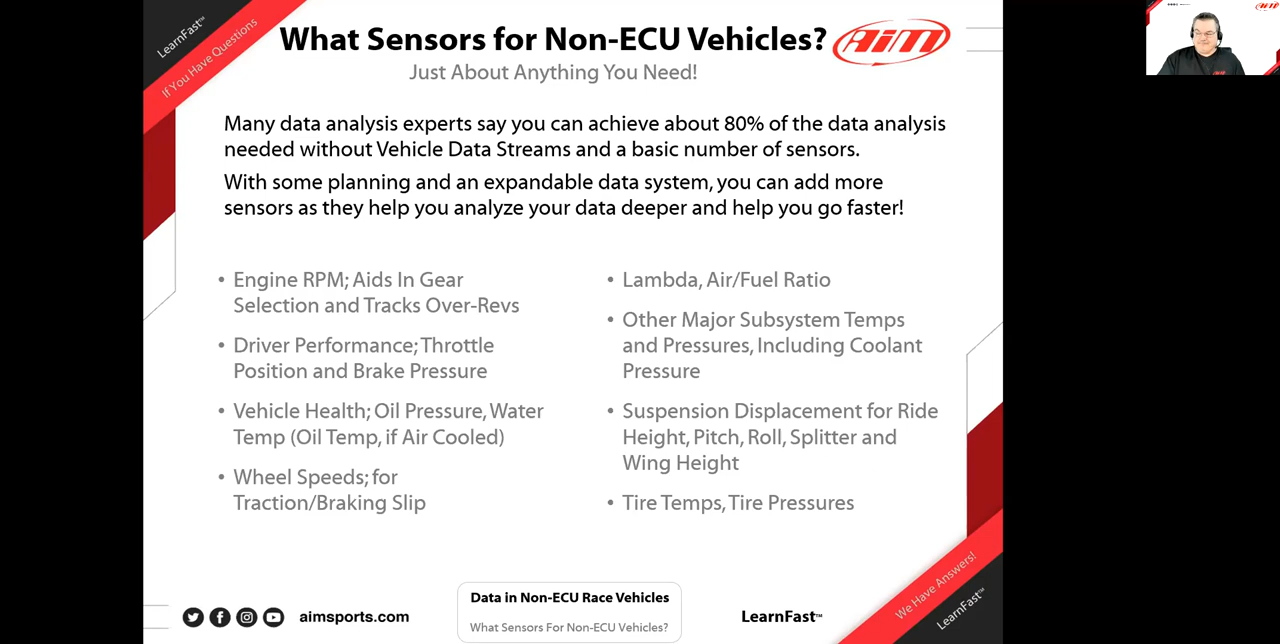 LearnFast™
If You Have Questions
What Sensors for Non-ECU Vehicles?
AiM
Just About Anything You Need!
Many data analysis experts say you can achieve about 80% of the data analysis
needed without Vehicle Data Streams and a basic number of sensors.
With some planning and an expandable data system, you can add more
sensors as they help you analyze your data deeper and help you go faster!
• Engine RPM; Aids In Gear
Selection and Tracks Over-Revs
• Driver Performance; Throttle
Position and Brake Pressure
• Vehicle Health; Oil Pressure, Water
Temp (Oil Temp, if Air Cooled)
• Wheel Speeds; for
Traction/Braking Slip
• Lambda, Air/Fuel Ratio
• Other Major Subsystem Temps
and Pressures, Including Coolant
Pressure
• Suspension Displacement for Ride
Height, Pitch, Roll, Splitter and
Wing Height
• Tire Temps, Tire Pressures
aimsports.com
Data in Non-ECU Race Vehicles
What Sensors For Non-ECU Vehicles?
LearnFast™
We Have Answers!
LearnFast™
AiM